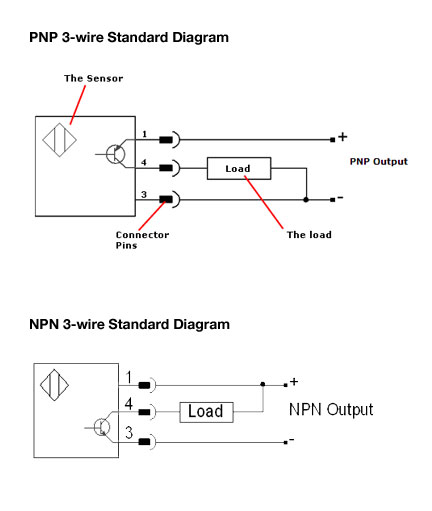 PNP 3-wire Standard Diagram
The Sensor
1
+
4
Load
PNP Output
3
-
Connector
Pins
The load
NPN 3-wire Standard Diagram
1
+
4
Load
NPN Output
3
-